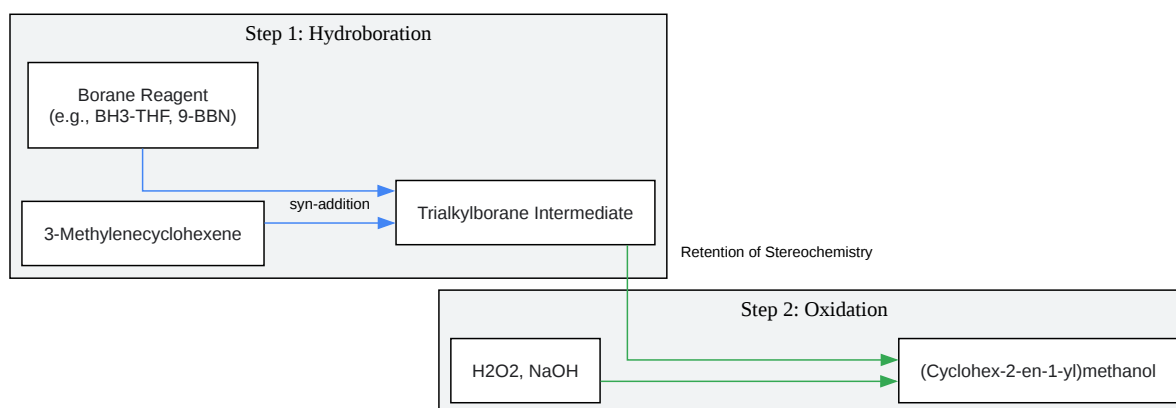 Step 1: Hydroboration
Borane Reagent
(e.g., BH3-THF, 9-BBN)
syn-addition
3-Methylenecyclohexene
Trialkylborane Intermediate
Retention of Stereochemistry
Step 2: Oxidation
H2O2, NaOH
(Cyclohex-2-en-1-yl)methanol